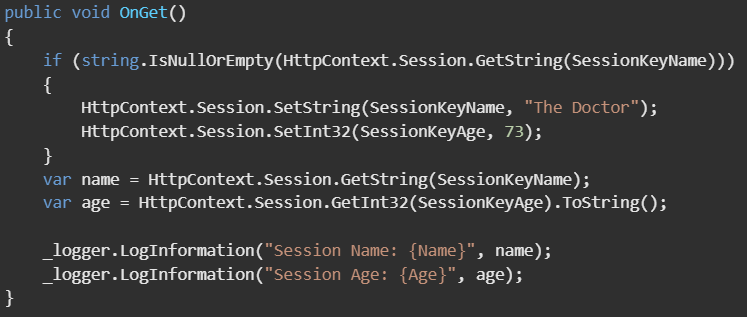 public void OnGet()
{
    if (string.IsNullOrEmpty(HttpContext.Session.GetString(SessionKeyName)))
    {
        HttpContext.Session.SetString(SessionKeyName, "The Doctor");
        HttpContext.Session.SetInt32(SessionKeyAge, 73);
    }
    var name = HttpContext.Session.GetString(SessionKeyName);
    var age = HttpContext.Session.GetInt32(SessionKeyAge).ToString();

    _logger.LogInformation("Session Name: {Name}", name);
    _logger.LogInformation("Session Age: {Age}", age);
}